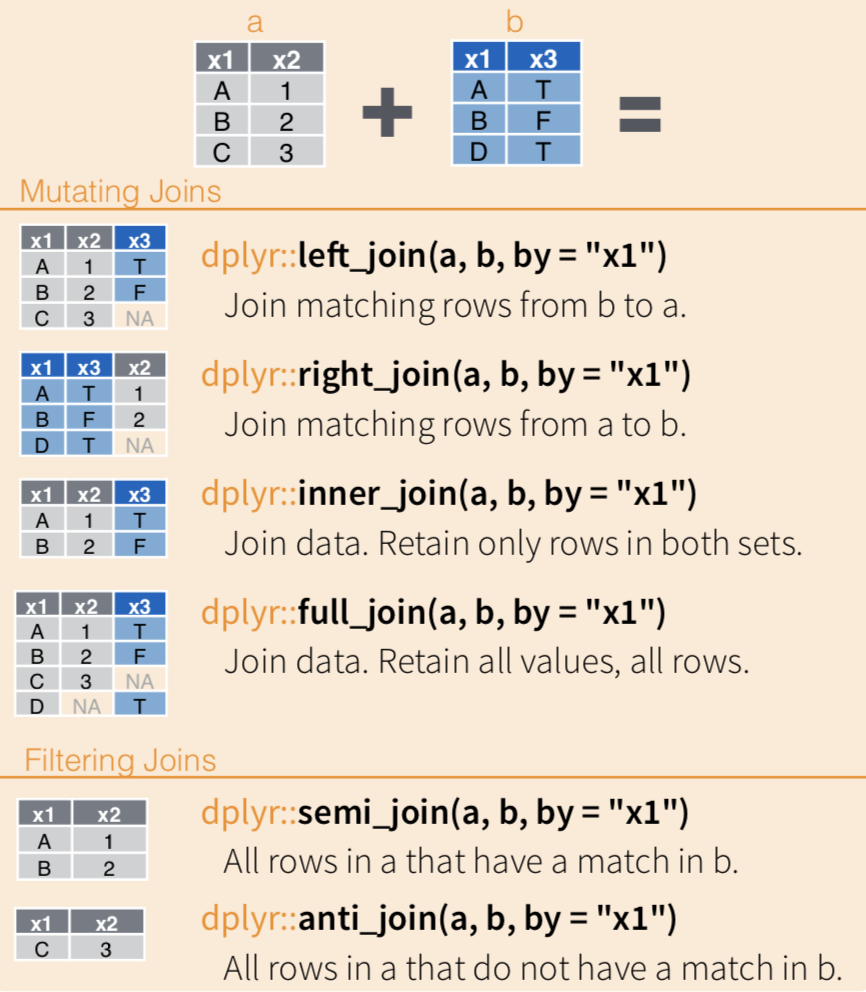 a b
x1 x2 x1 x3
A 1 A T
B 2 + B F =
C 3 D T
Mutating Joins
x1 x2 x3
A 1 T
B 2 F
C 3 NA
dplyr::left_join(a, b, by = "x1")
Join matching rows from b to a.
x1 x3 x2
A T 1
B F 2
D T NA
dplyr::right_join(a, b, by = "x1")
Join matching rows from a to b.
x1 x2 x3
A 1 T
B 2 F
dplyr::inner_join(a, b, by = "x1")
Join data. Retain only rows in both sets.
x1 x2 x3
A 1 T
B 2 F
C 3 NA
D NA T
dplyr::full_join(a, b, by = "x1")
Join data. Retain all values, all rows.
Filtering Joins
x1 x2
A 1
B 2
dplyr::semi_join(a, b, by = "x1")
All rows in a that have a match in b.
x1 x2
C 3
dplyr::anti_join(a, b, by = "x1")
All rows in a that do not have a match in b.